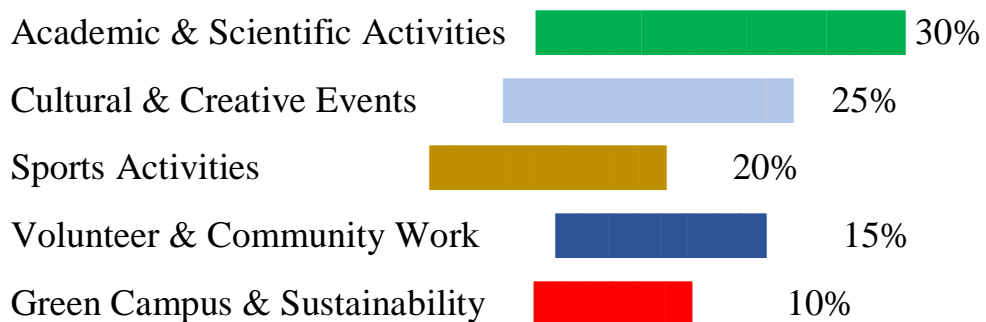 Academic & Scientific Activities 30%
Cultural & Creative Events 25%
Sports Activities 20%
Volunteer & Community Work 15%
Green Campus & Sustainability 10%